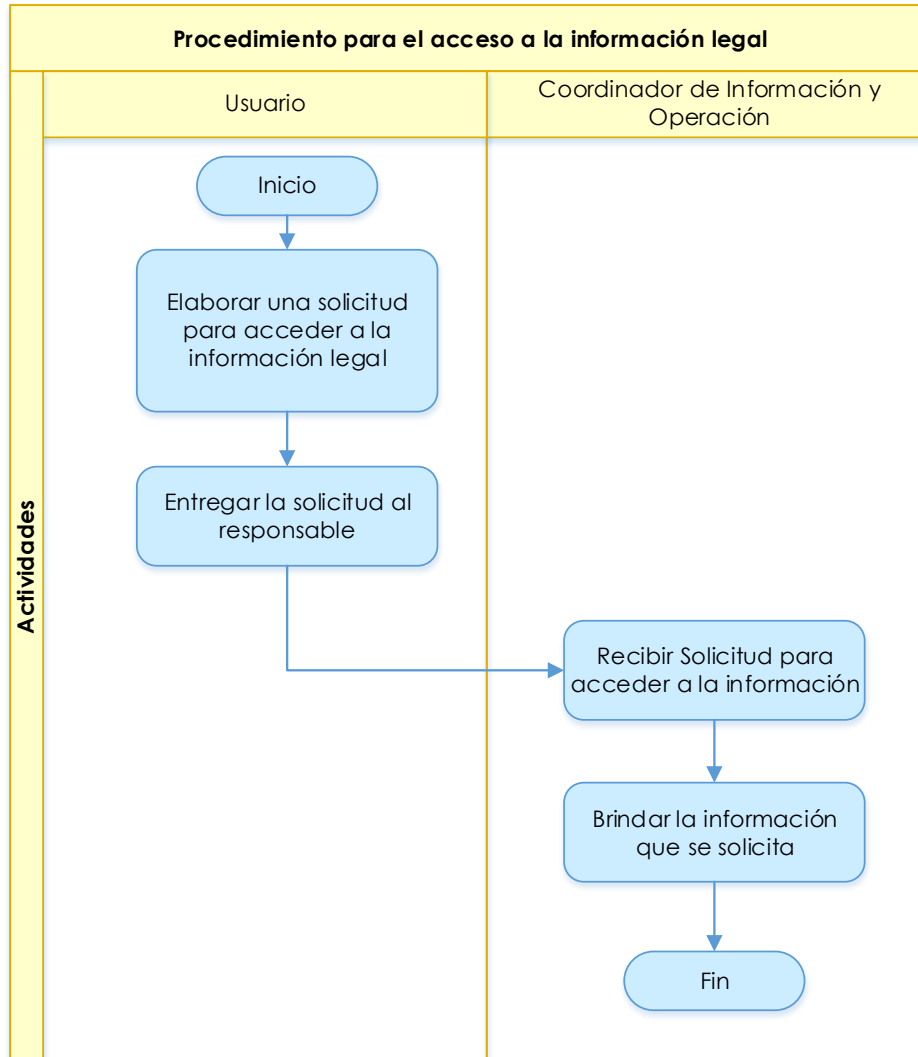 Procedimiento para el acceso a la información legal
Usuario
Coordinador de Información y
Operación
Actividades
Inicio
Elaborar una solicitud
para acceder a la
información legal
Entregar la solicitud al
responsable
Recibir Solicitud para
acceder a la información
Brindar la información
que se solicita
Fin